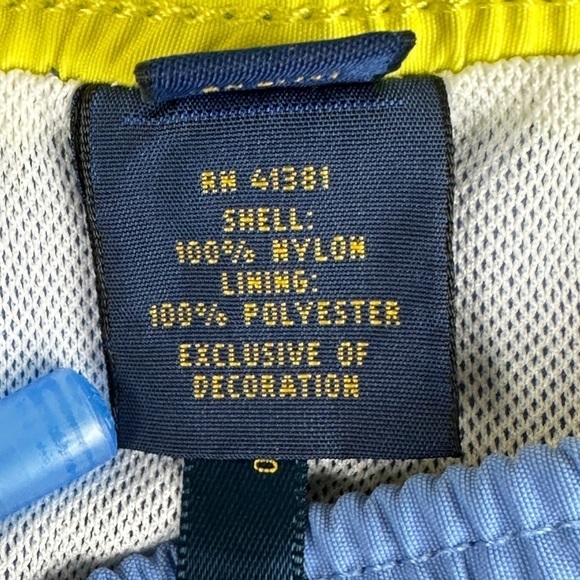 RN 41381
SHELL:
100% NYLON
LINING:
100% POLYESTER
EXCLUSIVE OF
DECORATION